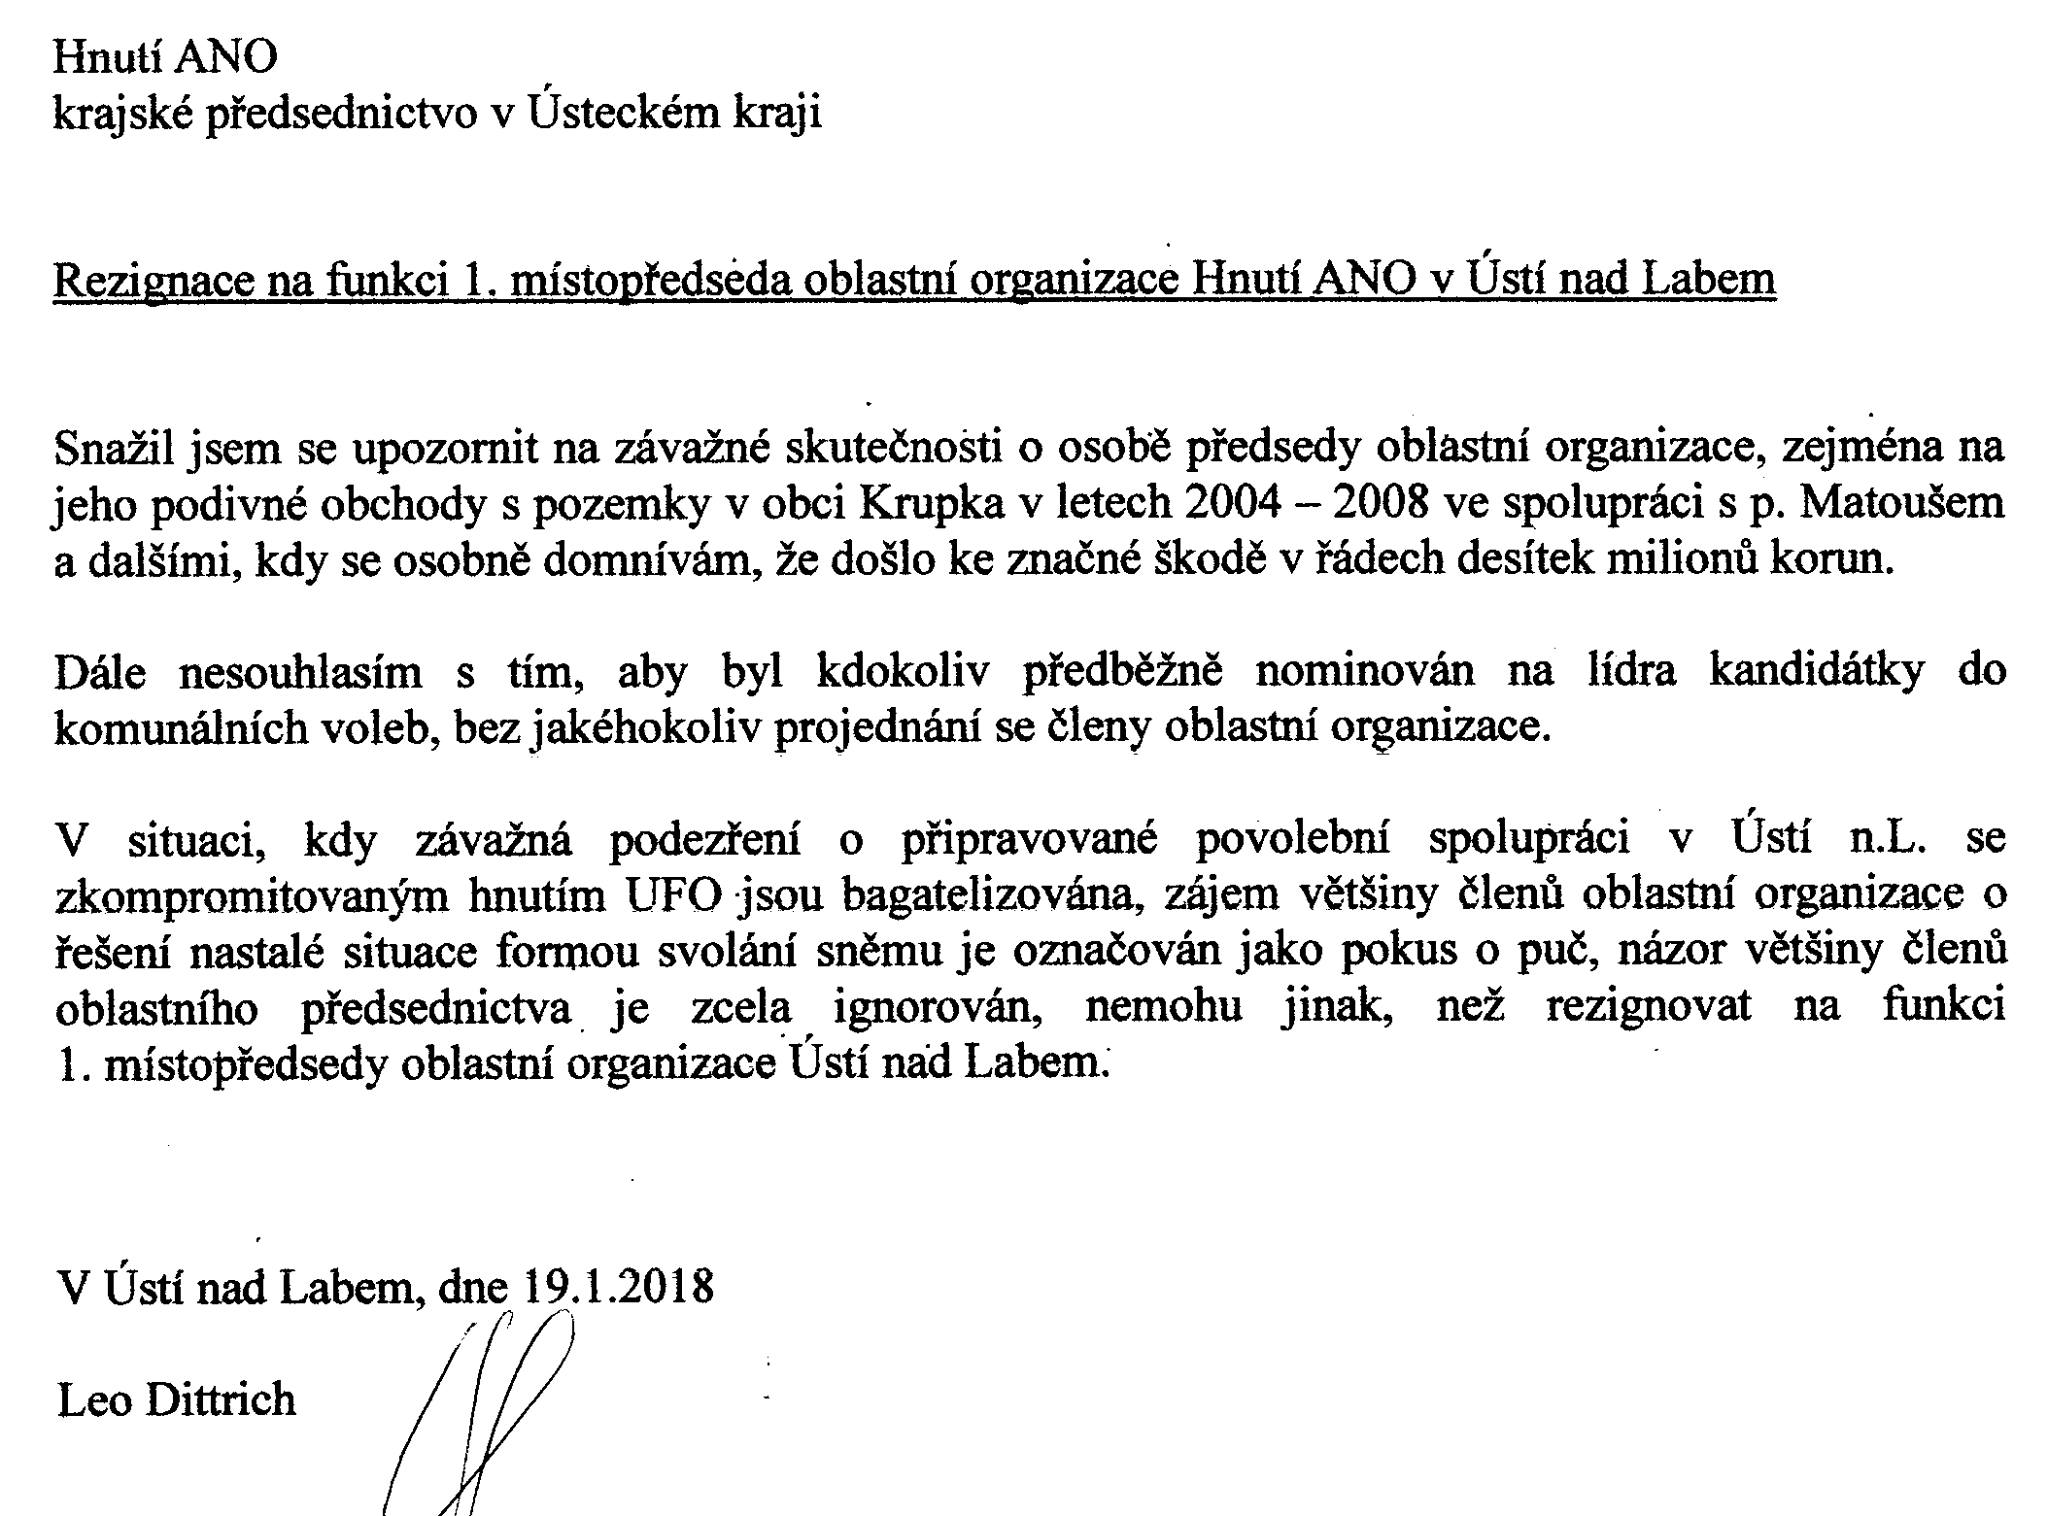 Hnutí ANO
krajské předsednictvo v Ústeckém kraji
Rezignace na funkci 1. místopředseda oblastní organizace Hnutí ANO v Ústí nad Labem
Snažil jsem se upozornit na závažné skutečnosti o osobě předsedy oblastní organizace, zejména na
jeho podivné obchody s pozemky v obci Krupka v letech 2004 – 2008 ve spolupráci s p. Matoušem
a dalšími, kdy se osobně domnívám, že došlo ke značné škodě v řádech desítek milionů korun.
Dále nesouhlasím s tím, aby byl kdokoliv předběžně nominován na lídra kandidátky do
komunálních voleb, bez jakéhokoliv projednání se členy oblastní organizace.
V situaci, kdy závažná podezření o připravované povolební spolupráci v Ústí n.L. se
zkompromitovaným hnutím UFO jsou bagatelizována, zájem většiny členů oblastní organizace o
řešení nastalé situace formou svolání sněmu je označován jako pokus o puč, názor většiny členů
oblastního předsednictva je zcela ignorován, nemohu jinak, než rezignovat na funkci
1. místopředsedy oblastní organizace Ústí nad Labem.
V Ústí nad Labem, dne 19.1.2018
Leo Dittrich